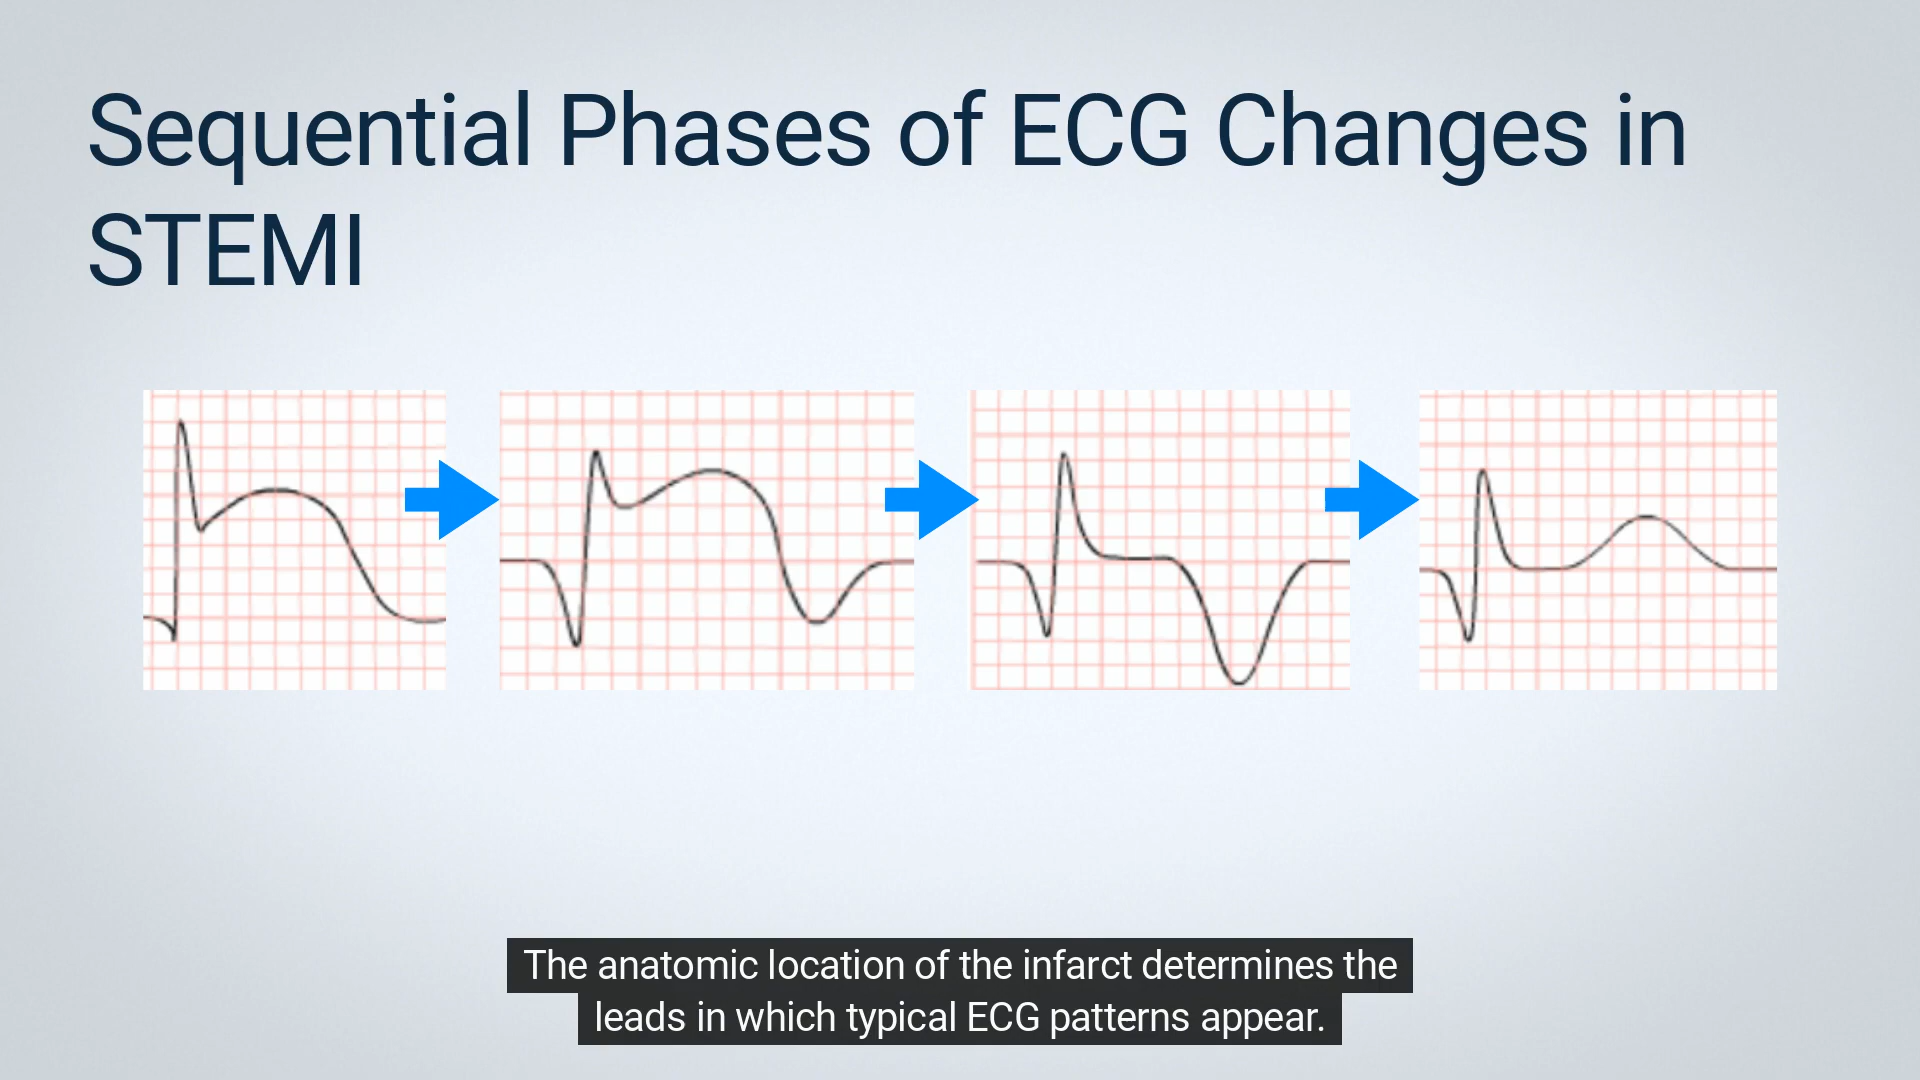 Sequential Phases of ECG Changes in
STEMI
The anatomic location of the infarct determines the
leads in which typical ECG patterns appear.